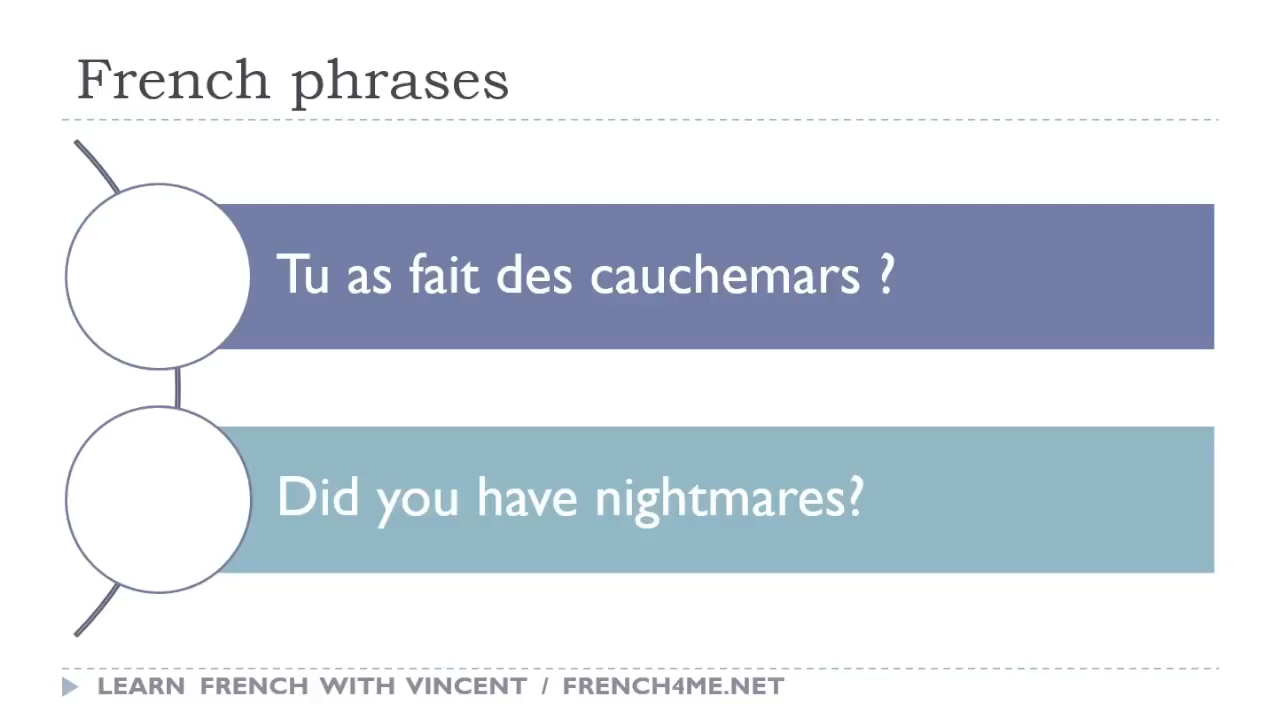 French phrases
Tu as fait des cauchemars ?
Did you have nightmares?
LEARN FRENCH WITH VINCENT / FRENCH4ME.NET